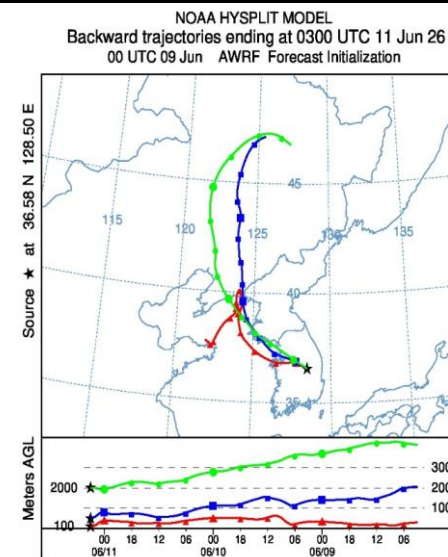 NOAA HYSPLIT MODEL
Backward trajectories ending at 0300 UTC 11 Jun 26
00 UTC 09 Jun AWRF Forecast Initialization
Source ★ at 36.58 N 128.50 E
45
115
120
125
130
135
40
35
Meters AGL
2000
100
300
200
100
00 18 12 06 00 18 12 06 00 18 12 06
06/11 06/10 06/09